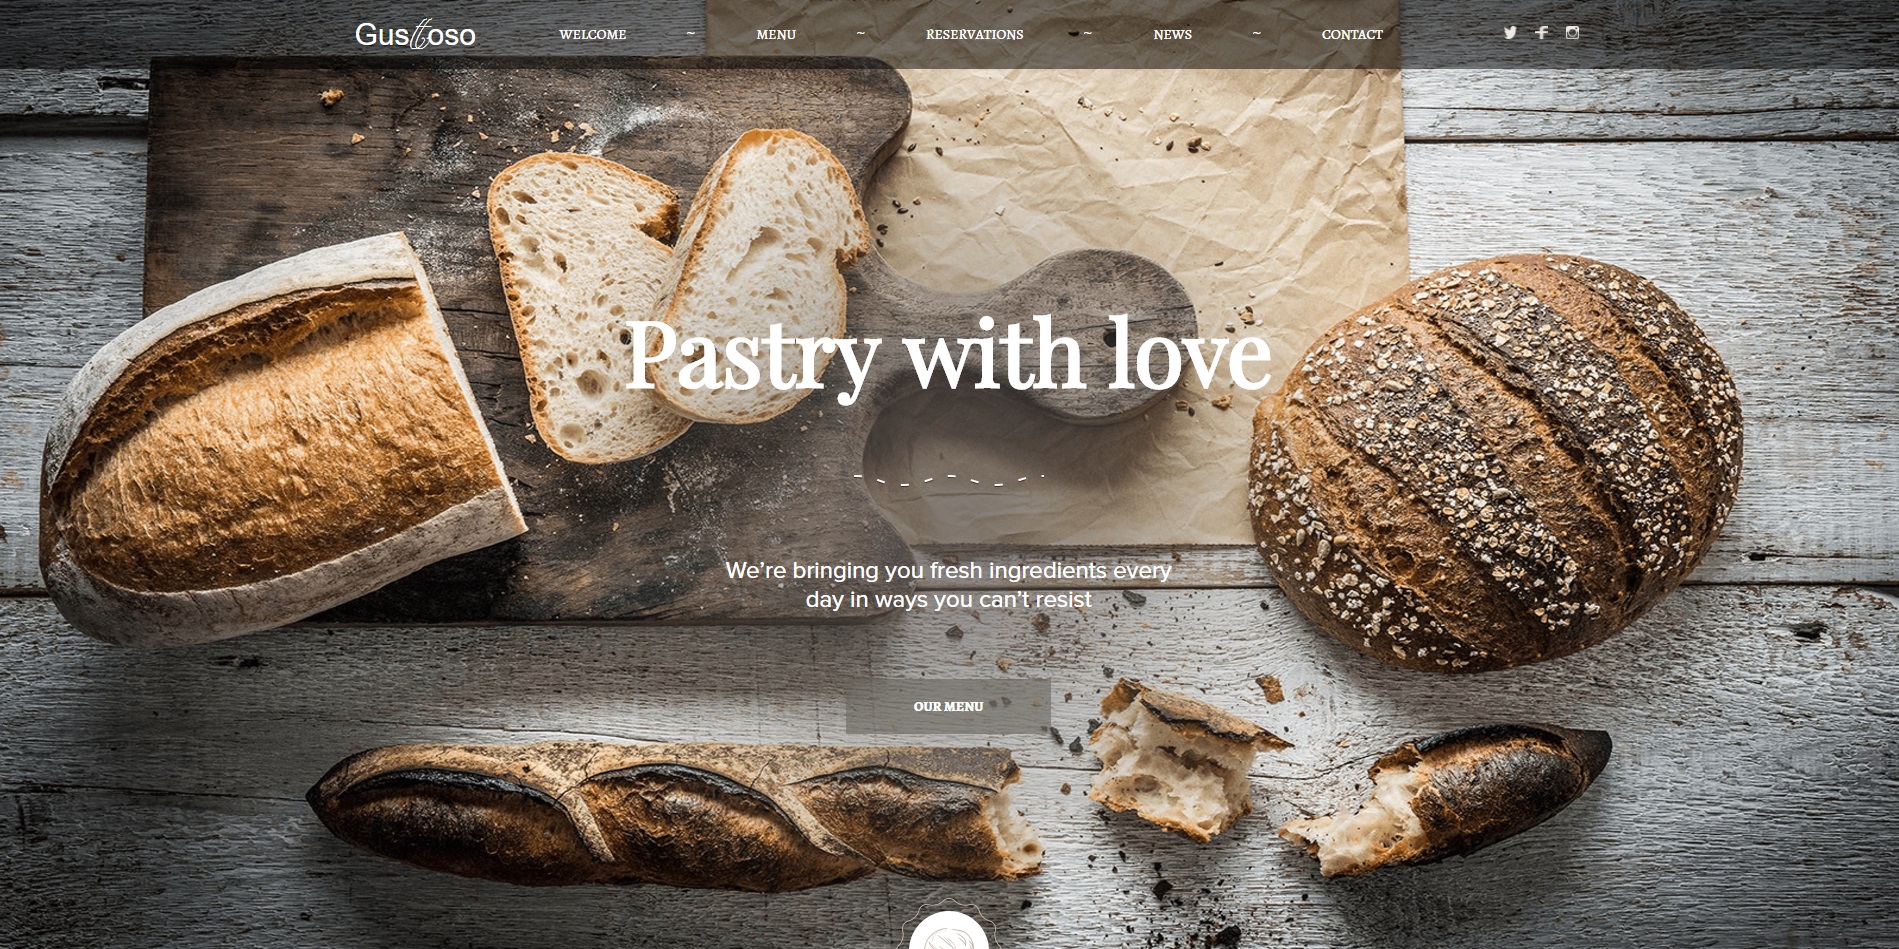 Gusttoso
WELCOME ~ MENU ~ RESERVATIONS ~ NEWS ~ CONTACT
Pastry with love
We’re bringing you fresh ingredients every
day in ways you can’t resist
OUR MENU